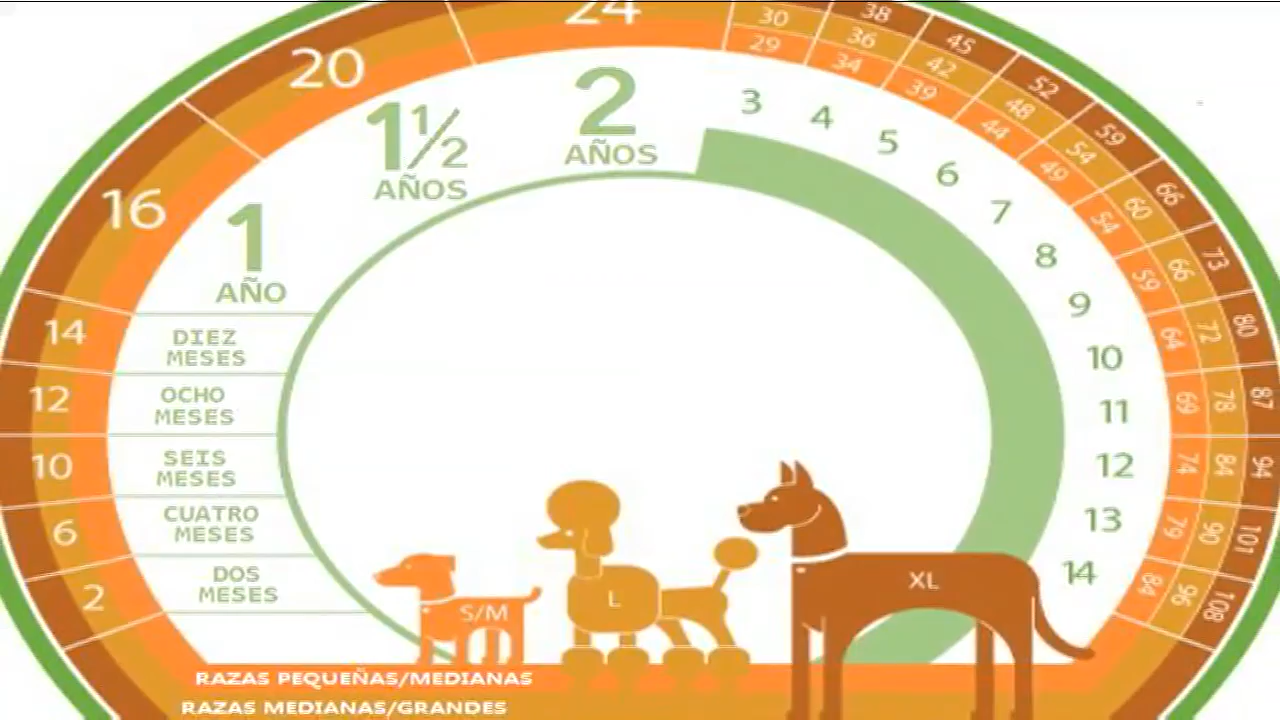 24
20
16
14
12
10
6
2
1½
AÑOS
2
AÑOS
1
AÑO
DIEZ
MESES
OCHO
MESES
SEIS
MESES
CUATRO
MESES
DOS
MESES
3
4
5
6
7
8
9
10
11
12
13
14
30 38 45 52 59 66 73 80 87 94 101 108
36 42 48 54 60 66 72 78 84 90 96
29 34 39 44 49 54 59 64 69 74 79 84
S/M
L
XL
RAZAS PEQUEÑAS/MEDIANAS
RAZAS MEDIANAS/GRANDES